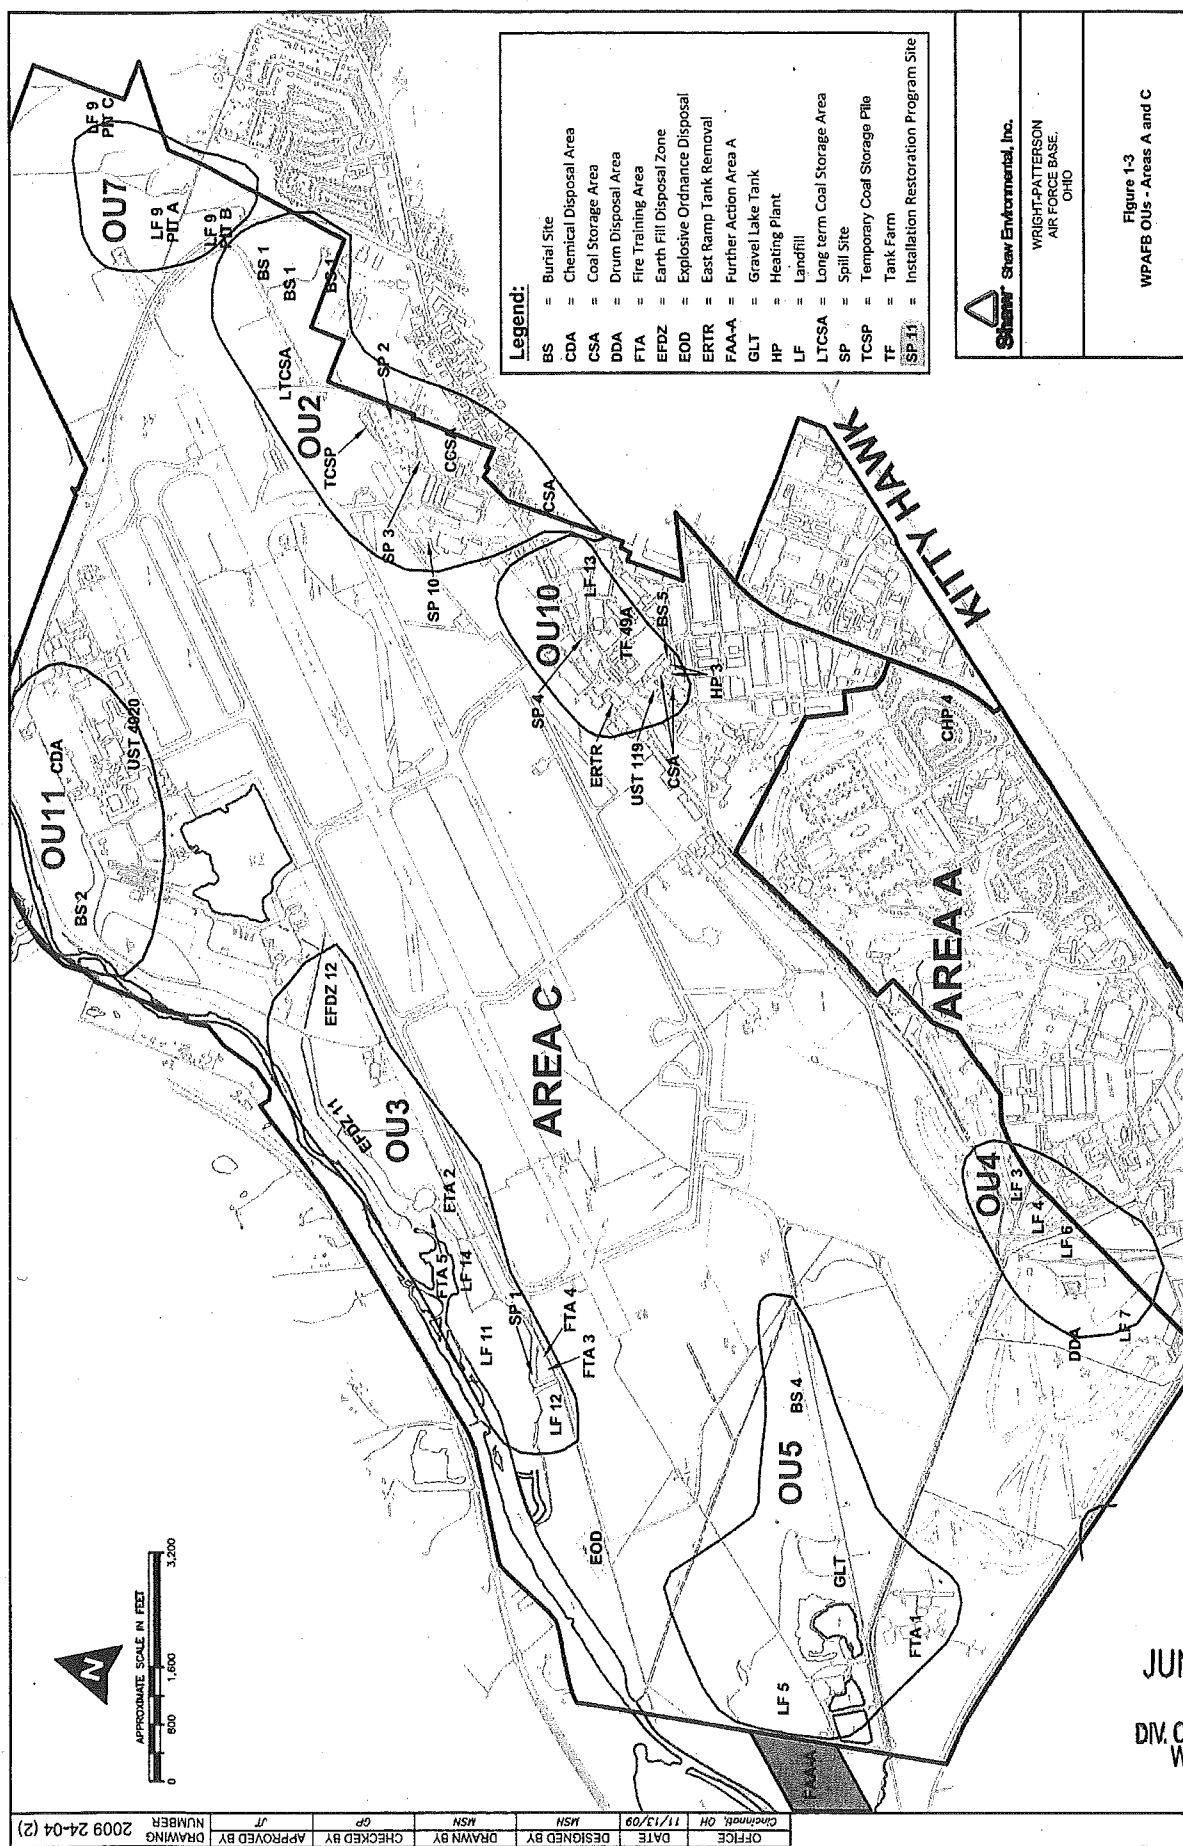 OFFICE
Cincinnati, OH
DATE
11/13/09
DESIGNED BY
MSN
DRAWN BY
MSN
CHECKED BY
GP
APPROVED BY
JT
DRAWING NUMBER
2009 24-04 (2)
N
APPROXIMATE SCALE IN FEET
0 800 1,600 3,200
OU11
CDA
BS 2
UST 4020
OU7
LF 9
PIT C
LF 9
PIT A
LF 9
PIT B
BS 1
BS 1
BS 1
LTCSA
OU2
TCSP
SP 2
SP 3
CCSA
SP 10
CSA
EFDZ 12
EFDZ 11
OU3
FTA 2
FTA 5
LF 14
LF 11
SP 1
FTA 4
FTA 3
LF 12
EOD
AREA C
OU10
LF 13
SP 4
TF 49A
BS 5
ERTR
UST 119
CSA
HP 3
KITTY HAWK
CHP 4
AREA A
OU4
LF 3
LF 4
LF 6
LF 7
DDA
OU5
BS 4
GLT
LF 5
FTA 1
FAA-A
Legend:
BS = Burial Site
CDA = Chemical Disposal Area
CSA = Coal Storage Area
DDA = Drum Disposal Area
FTA = Fire Training Area
EFDZ = Earth Fill Disposal Zone
EOD = Explosive Ordnance Disposal
ERTR = East Ramp Tank Removal
FAA-A = Further Action Area A
GLT = Gravel Lake Tank
HP = Heating Plant
LF = Landfill
LTCSA = Long term Coal Storage Area
SP = Spill Site
TCSP = Temporary Coal Storage Pile
TF = Tank Farm
SP 11 = Installation Restoration Program Site
Shaw Shaw Environmental, Inc.
WRIGHT-PATTERSON
AIR FORCE BASE,
OHIO
Figure 1-3
WPAFB OUs - Areas A and C
JUN
DIV. O
W